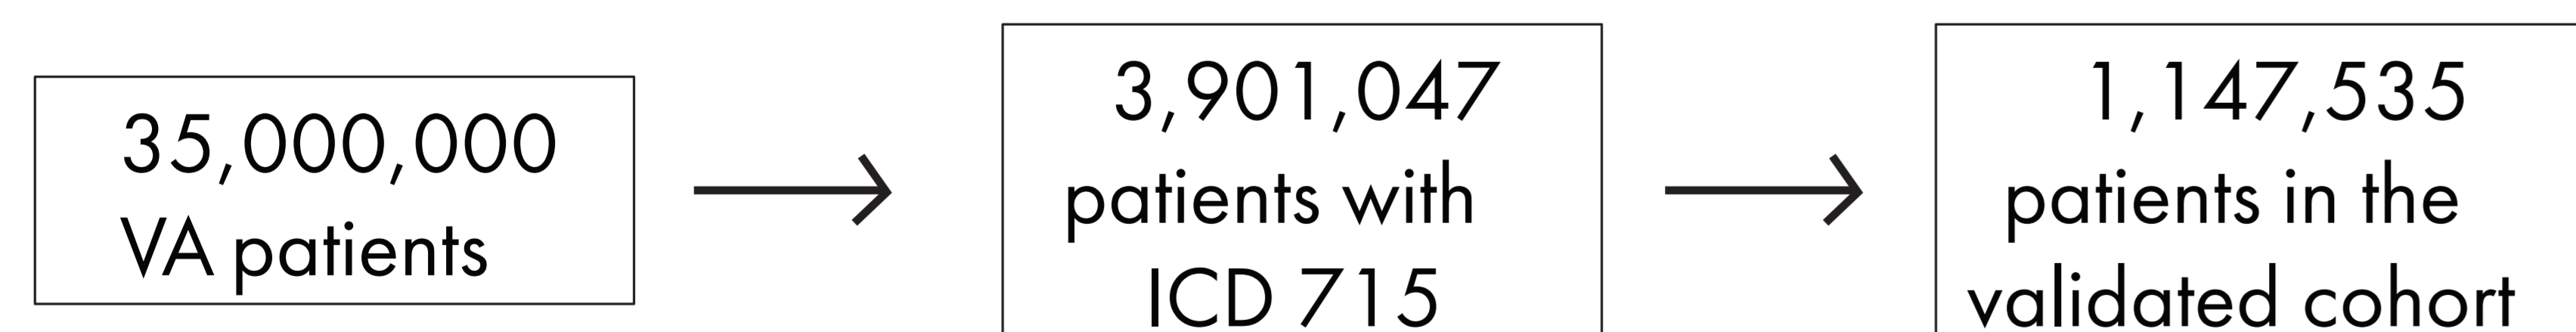 35,000,000
VA patients
3,901,047
patients with
ICD 715
1,147,535
patients in the
validated cohort